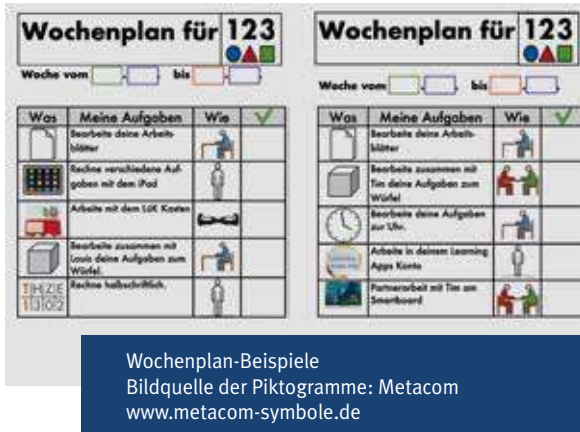 Wochenplan für 123
Woche vom . bis .
Was Meine Aufgaben Wie ✓
Bearbeite deine Arbeits-
blätter
Rechne verschiedene Auf-
gaben mit dem iPad
Arbeite mit dem LÜK Kasten
Bearbeite zusammen mit
Louis deine Aufgaben zum
Würfel.
Rechne halbschriftlich.
T H Z E
1 3 0 2
Wochenplan für 123
Woche vom . bis .
Was Meine Aufgaben Wie ✓
Bearbeite deine Arbeits-
blätter
Bearbeite zusammen mit
Tim deine Aufgaben zum
Würfel
Bearbeite deine Aufgaben
zur Uhr.
Arbeite in deinem Learning
Apps Konto
Partnerarbeit mit Tim am
Smartboard
Wochenplan-Beispiele
Bildquelle der Piktogramme: Metacom
www.metacom-symbole.de